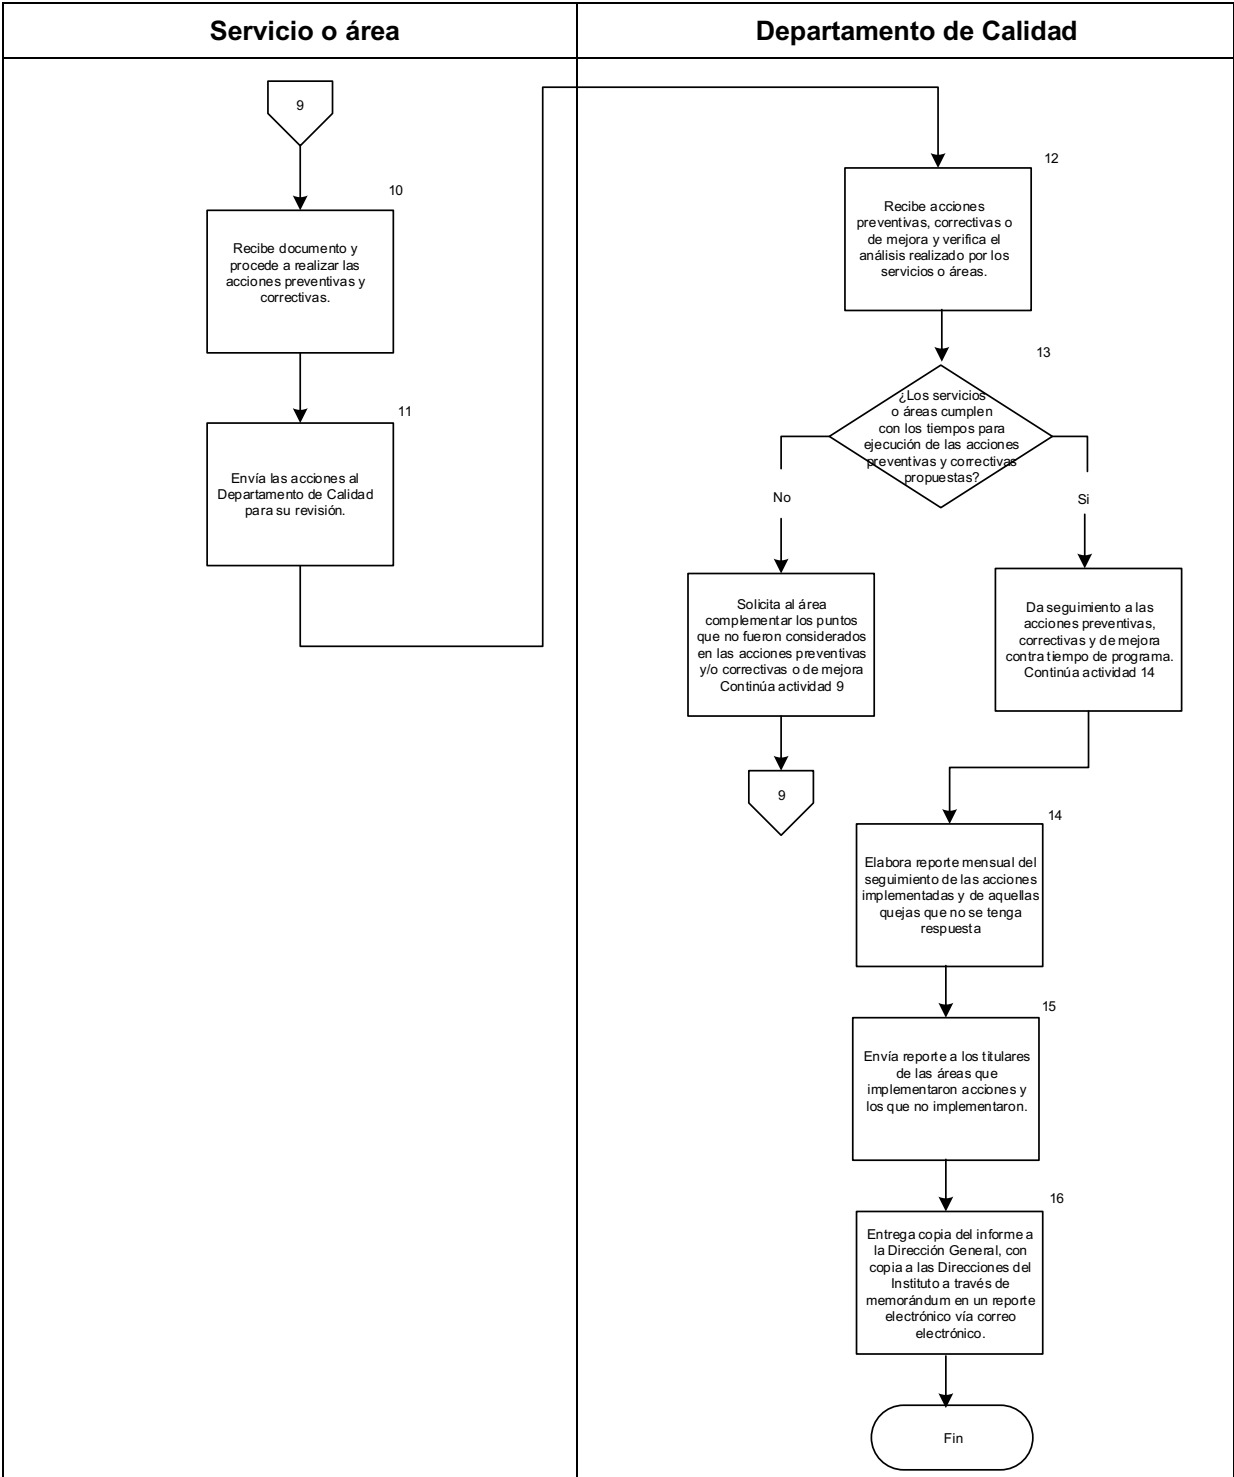 Servicio o área
Departamento de Calidad
9
10
Recibe documento y
procede a realizar las
acciones preventivas y
correctivas.
11
Envía las acciones al
Departamento de Calidad
para su revisión.
12
Recibe acciones
preventivas, correctivas o
de mejora y verifica el
análisis realizado por los
servicios o áreas.
13
¿Los servicios
o áreas cumplen
con los tiempos para
ejecución de las acciones
preventivas y correctivas
propuestas?
No
Si
Solicita al área
complementar los puntos
que no fueron considerados
en las acciones preventivas
y/o correctivas o de mejora
Continúa actividad 9
9
Da seguimiento a las
acciones preventivas,
correctivas y de mejora
contra tiempo de programa.
Continúa actividad 14
14
Elabora reporte mensual del
seguimiento de las acciones
implementadas y de aquellas
quejas que no se tenga
respuesta
15
Envía reporte a los titulares
de las áreas que
implementaron acciones y
los que no implementaron.
16
Entrega copia del informe a
la Dirección General, con
copia a las Direcciones del
Instituto a través de
memorándum en un reporte
electrónico vía correo
electrónico.
Fin